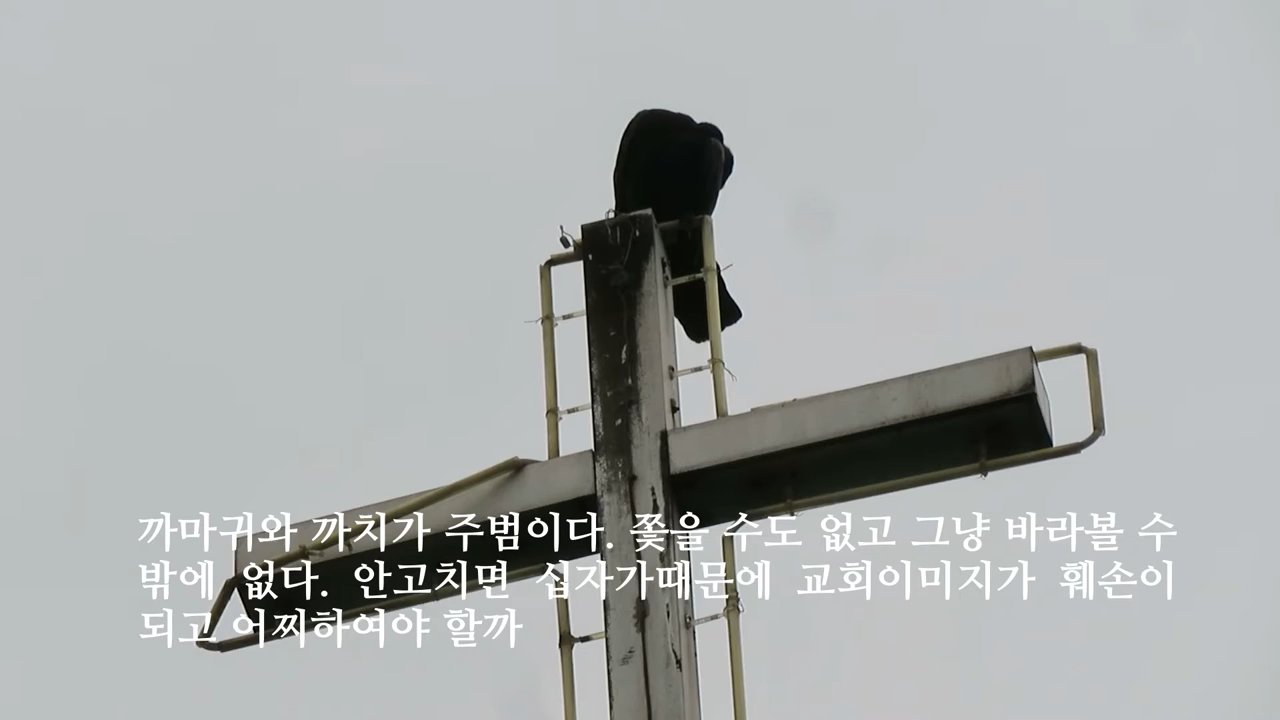 까마귀와 까치가 주범이다. 쫓을 수도 없고 그냥 바라볼 수
밖에 없다. 안고치면 십자가때문에 교회이미지가 훼손이
되고 어찌하여야 할까